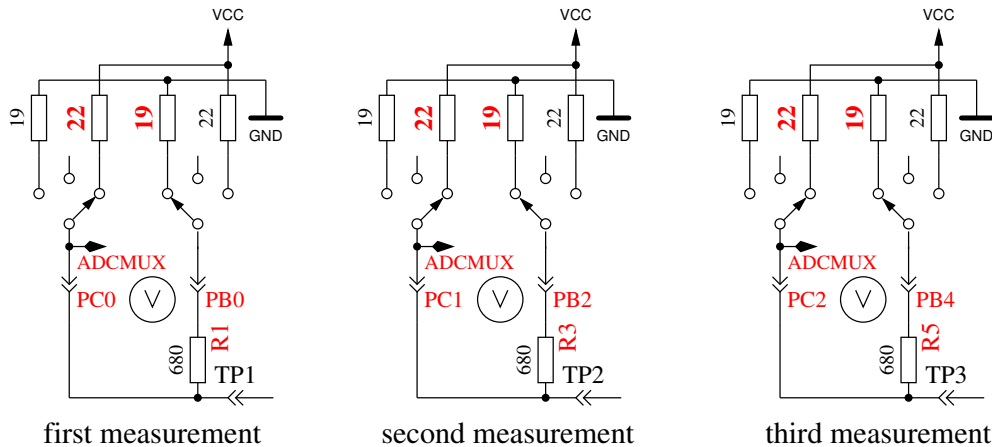 VCC
19
22
19
22
GND
ADCMUX
PC0
V
PB0
R1
680
TP1
first measurement
VCC
19
22
19
22
GND
ADCMUX
PC1
V
PB2
R3
680
TP2
second measurement
VCC
19
22
19
22
GND
ADCMUX
PC2
V
PB4
R5
680
TP3
third measurement